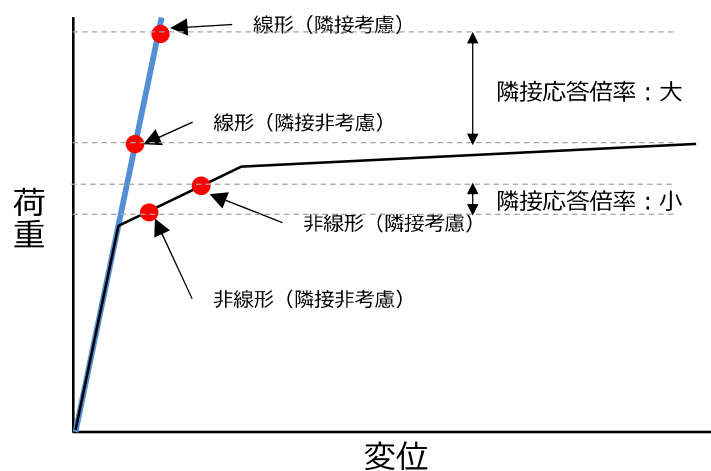 線形（隣接考慮）
隣接応答倍率：大
線形（隣接非考慮）
荷重
隣接応答倍率：小
非線形（隣接考慮）
非線形（隣接非考慮）
変位